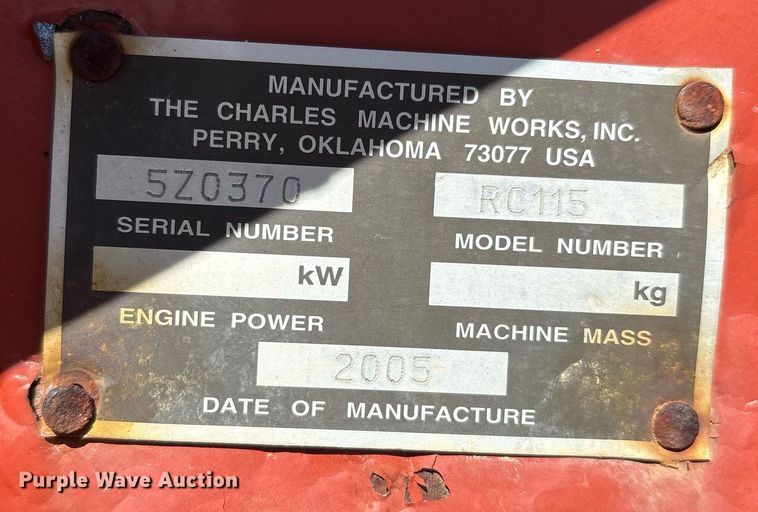 MANUFACTURED BY
THE CHARLES MACHINE WORKS, INC.
PERRY, OKLAHOMA 73077 USA
5Z0370 RC115
SERIAL NUMBER MODEL NUMBER
kW kg
ENGINE POWER MACHINE MASS
2005
DATE OF MANUFACTURE
Purple Wave Auction